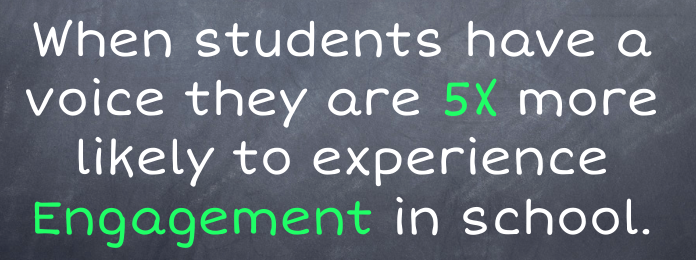 When students have a
voice they are 5X more
likely to experience
Engagement in school.